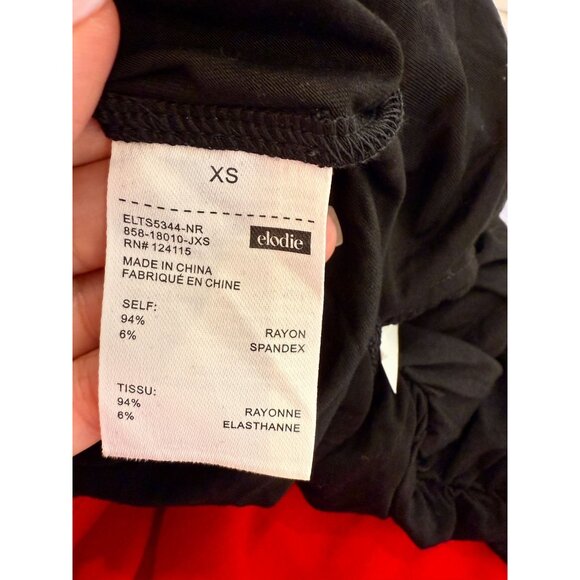 XS
ELTS5344-NR
858-18010-JXS
RN# 124115
elodie
MADE IN CHINA
FABRIQUÉ EN CHINE
SELF:
94% RAYON
6% SPANDEX
TISSU:
94% RAYONNE
6% ELASTHANNE